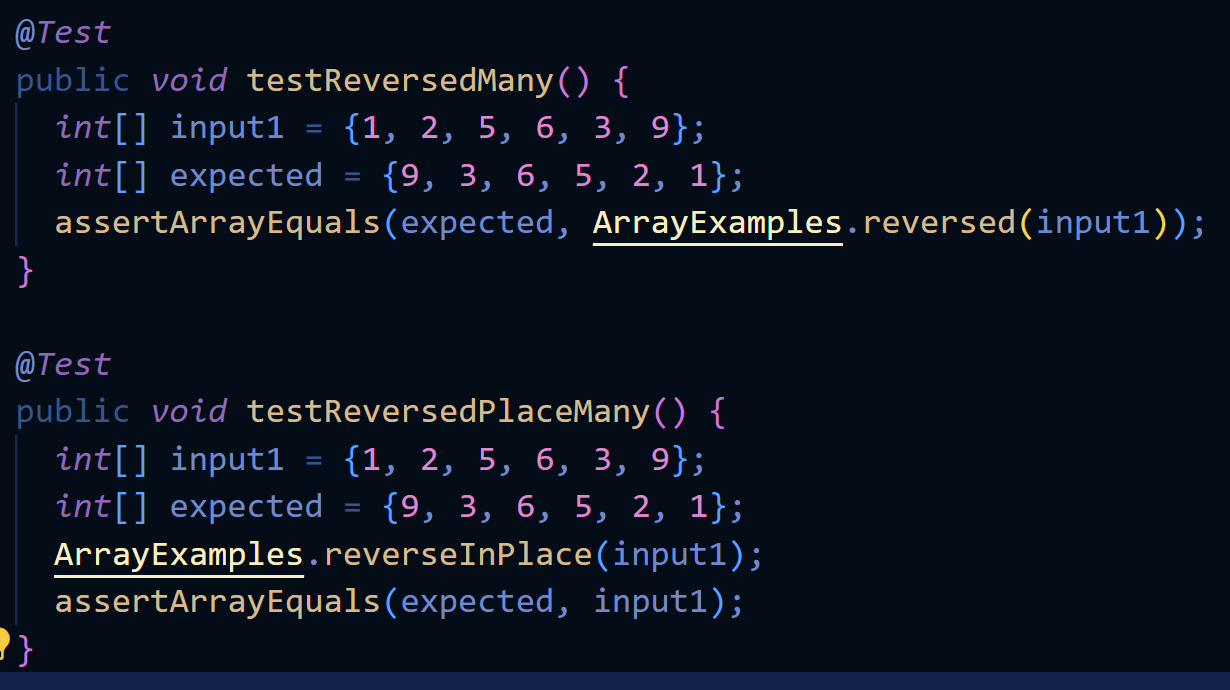 @Test
public void testReversedMany() {
int[] input1 = {1, 2, 5, 6, 3, 9};
int[] expected = {9, 3, 6, 5, 2, 1};
assertArrayEquals(expected, ArrayExamples.reversed(input1));
}
@Test
public void testReversedPlaceMany() {
int[] input1 = {1, 2, 5, 6, 3, 9};
int[] expected = {9, 3, 6, 5, 2, 1};
ArrayExamples.reverseInPlace(input1);
assertArrayEquals(expected, input1);
}